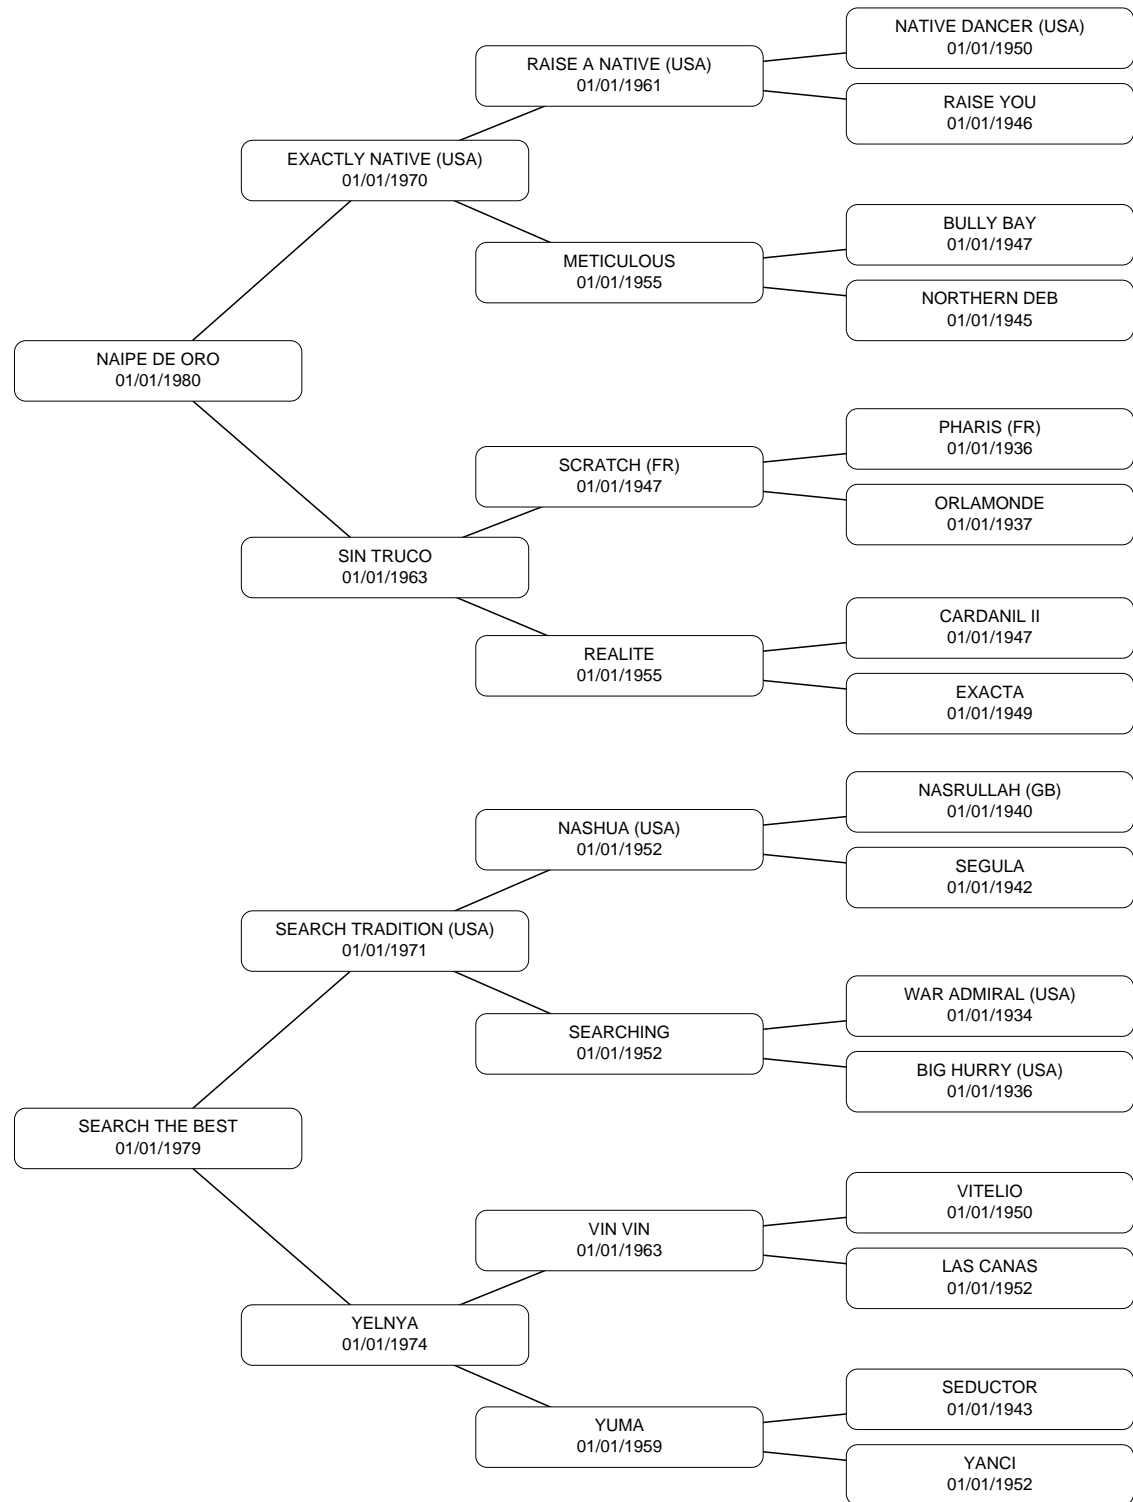 NATIVE DANCER (USA)
01/01/1950
RAISE A NATIVE (USA)
01/01/1961
RAISE YOU
01/01/1946
EXACTLY NATIVE (USA)
01/01/1970
BULLY BAY
01/01/1947
METICULOUS
01/01/1955
NORTHERN DEB
01/01/1945
NAIPE DE ORO
01/01/1980
PHARIS (FR)
01/01/1936
SCRATCH (FR)
01/01/1947
ORLAMONDE
01/01/1937
SIN TRUCO
01/01/1963
CARDANIL II
01/01/1947
REALITE
01/01/1955
EXACTA
01/01/1949
NASRULLAH (GB)
01/01/1940
NASHUA (USA)
01/01/1952
SEGULA
01/01/1942
SEARCH TRADITION (USA)
01/01/1971
WAR ADMIRAL (USA)
01/01/1934
SEARCHING
01/01/1952
BIG HURRY (USA)
01/01/1936
SEARCH THE BEST
01/01/1979
VITELIO
01/01/1950
VIN VIN
01/01/1963
LAS CANAS
01/01/1952
YELNYA
01/01/1974
SEDUCTOR
01/01/1943
YUMA
01/01/1959
YANCI
01/01/1952